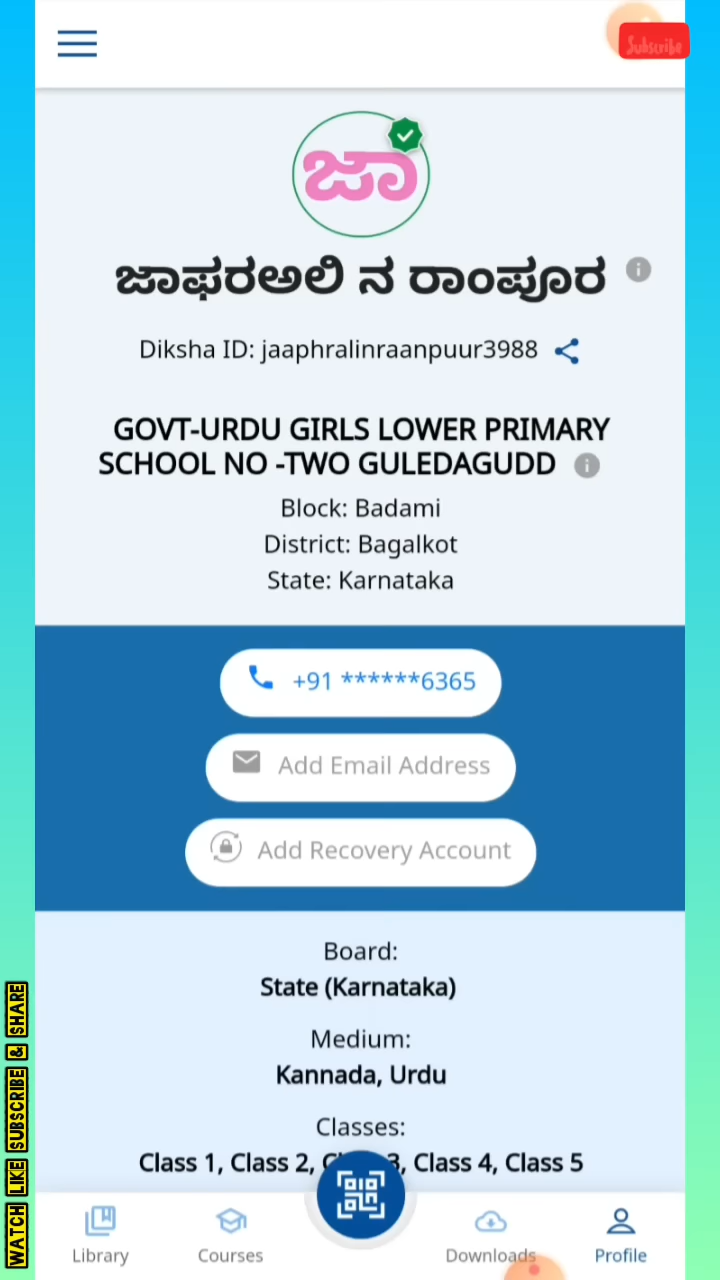 Subscribe
ಜಾ
ಜಾಫರಅಲಿ ನ ರಾಂಪೂರ
Diksha ID: jaaphralinraanpuur3988
GOVT-URDU GIRLS LOWER PRIMARY
SCHOOL NO -TWO GULEDAGUDD
Block: Badami
District: Bagalkot
State: Karnataka
+91 ******6365
Add Email Address
Add Recovery Account
Board:
State (Karnataka)
Medium:
Kannada, Urdu
Classes:
Class 1, Class 2, 3, Class 4, Class 5
Library
Courses
Downloads
Profile
WATCH LIKE SUBSCRIBE & SHARE